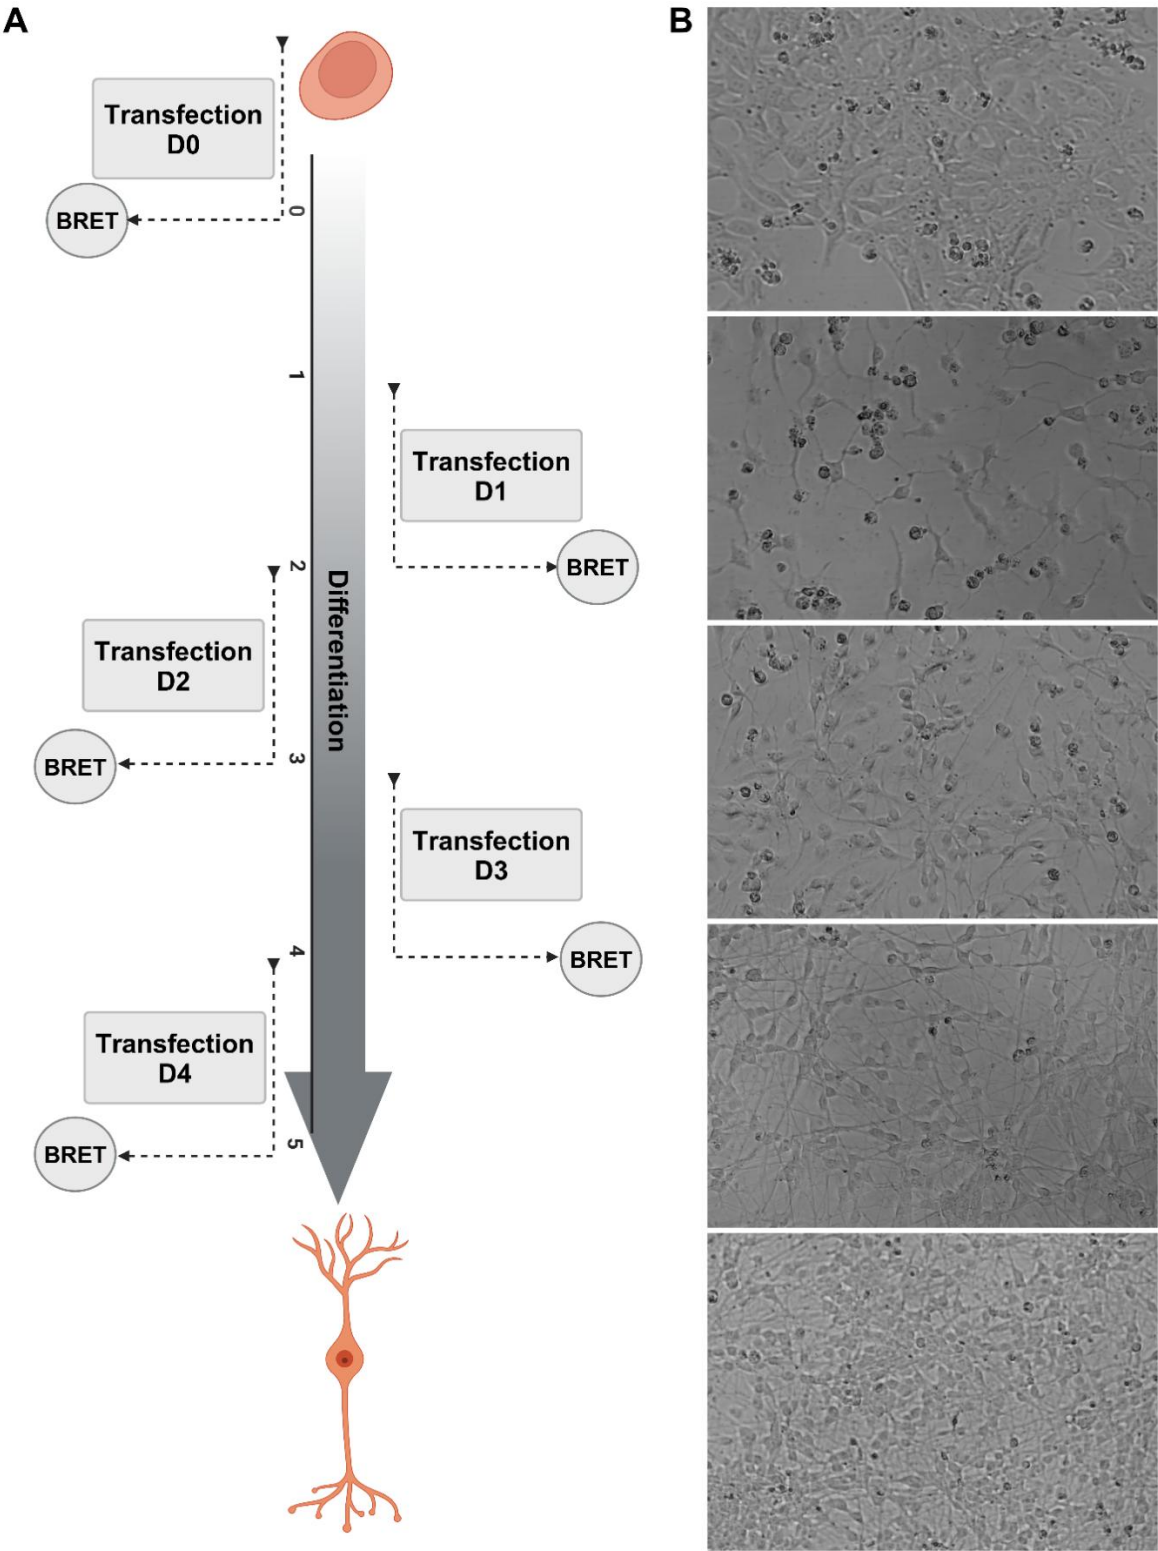 A
B
Transfection
D0
BRET
0
1
Transfection
D1
BRET
2
Transfection
D2
BRET
Differentiation
3
Transfection
D3
BRET
4
Transfection
D4
BRET
5